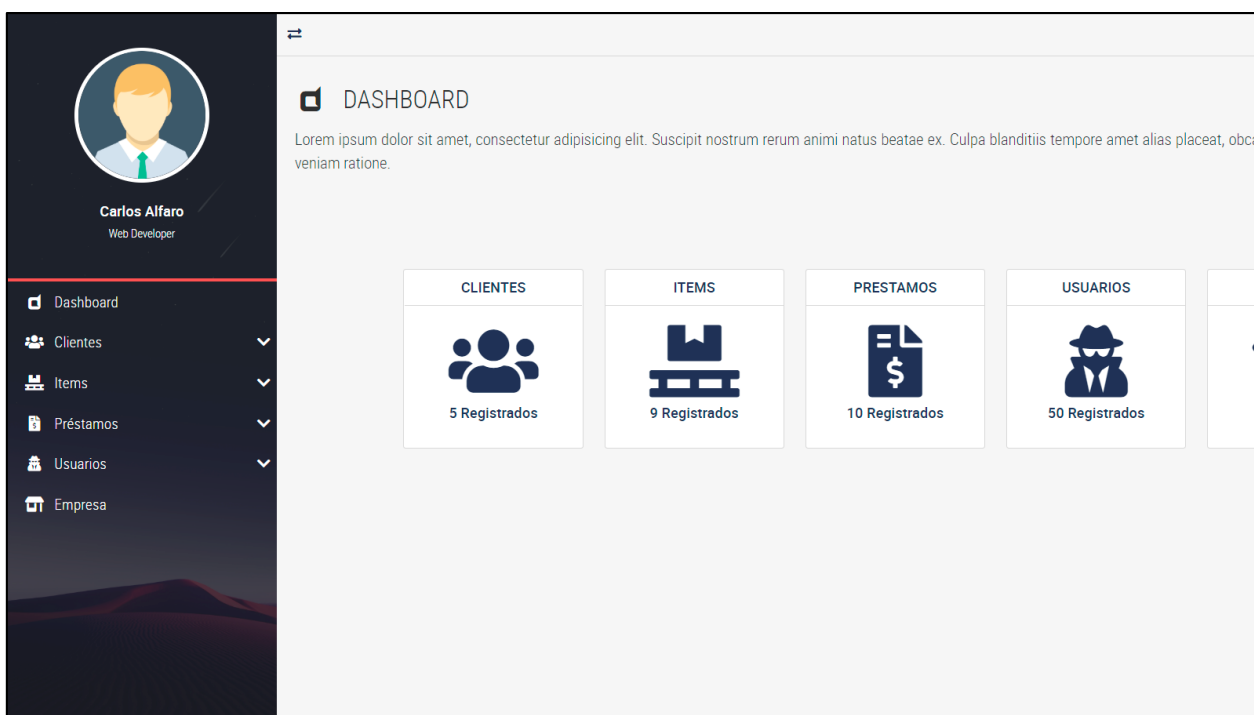 Carlos Alfaro
Web Developer
Dashboard
Clientes
Items
Préstamos
Usuarios
Empresa
DASHBOARD
Lorem ipsum dolor sit amet, consectetur adipisicing elit. Suscipit nostrum rerum animi natus beatae ex. Culpa blanditiis tempore amet alias placeat, obca
veniam ratione.
CLIENTES
5 Registrados
ITEMS
9 Registrados
PRESTAMOS
$
10 Registrados
USUARIOS
50 Registrados